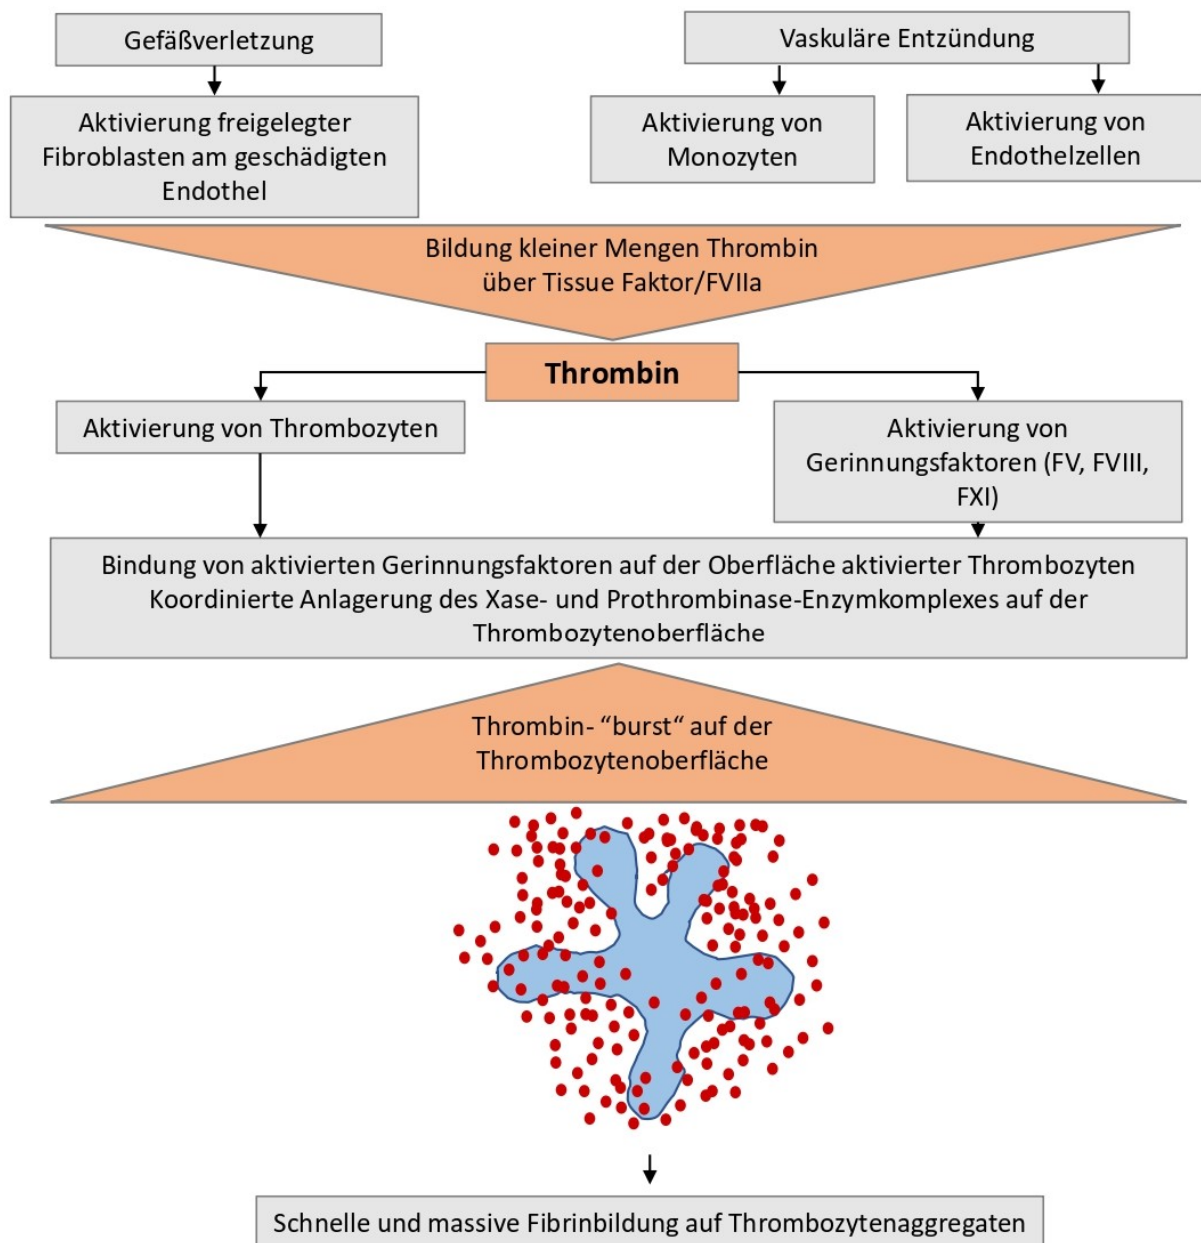 Gefäßverletzung
Vaskuläre Entzündung
Aktivierung freigelegter
Fibroblasten am geschädigten
Endothel
Aktivierung von
Monozyten
Aktivierung von
Endothelzellen
Bildung kleiner Mengen Thrombin
über Tissue Faktor/FVIIa
Thrombin
Aktivierung von Thrombozyten
Aktivierung von
Gerinnungsfaktoren (FV, FVIII,
FXI)
Bindung von aktivierten Gerinnungsfaktoren auf der Oberfläche aktivierter Thrombozyten
Koordinierte Anlagerung des Xase- und Prothrombinase-Enzymkomplexes auf der
Thrombozytenoberfläche
Thrombin- “burst“ auf der
Thrombozytenoberfläche
Schnelle und massive Fibrinbildung auf Thrombozytenaggregaten